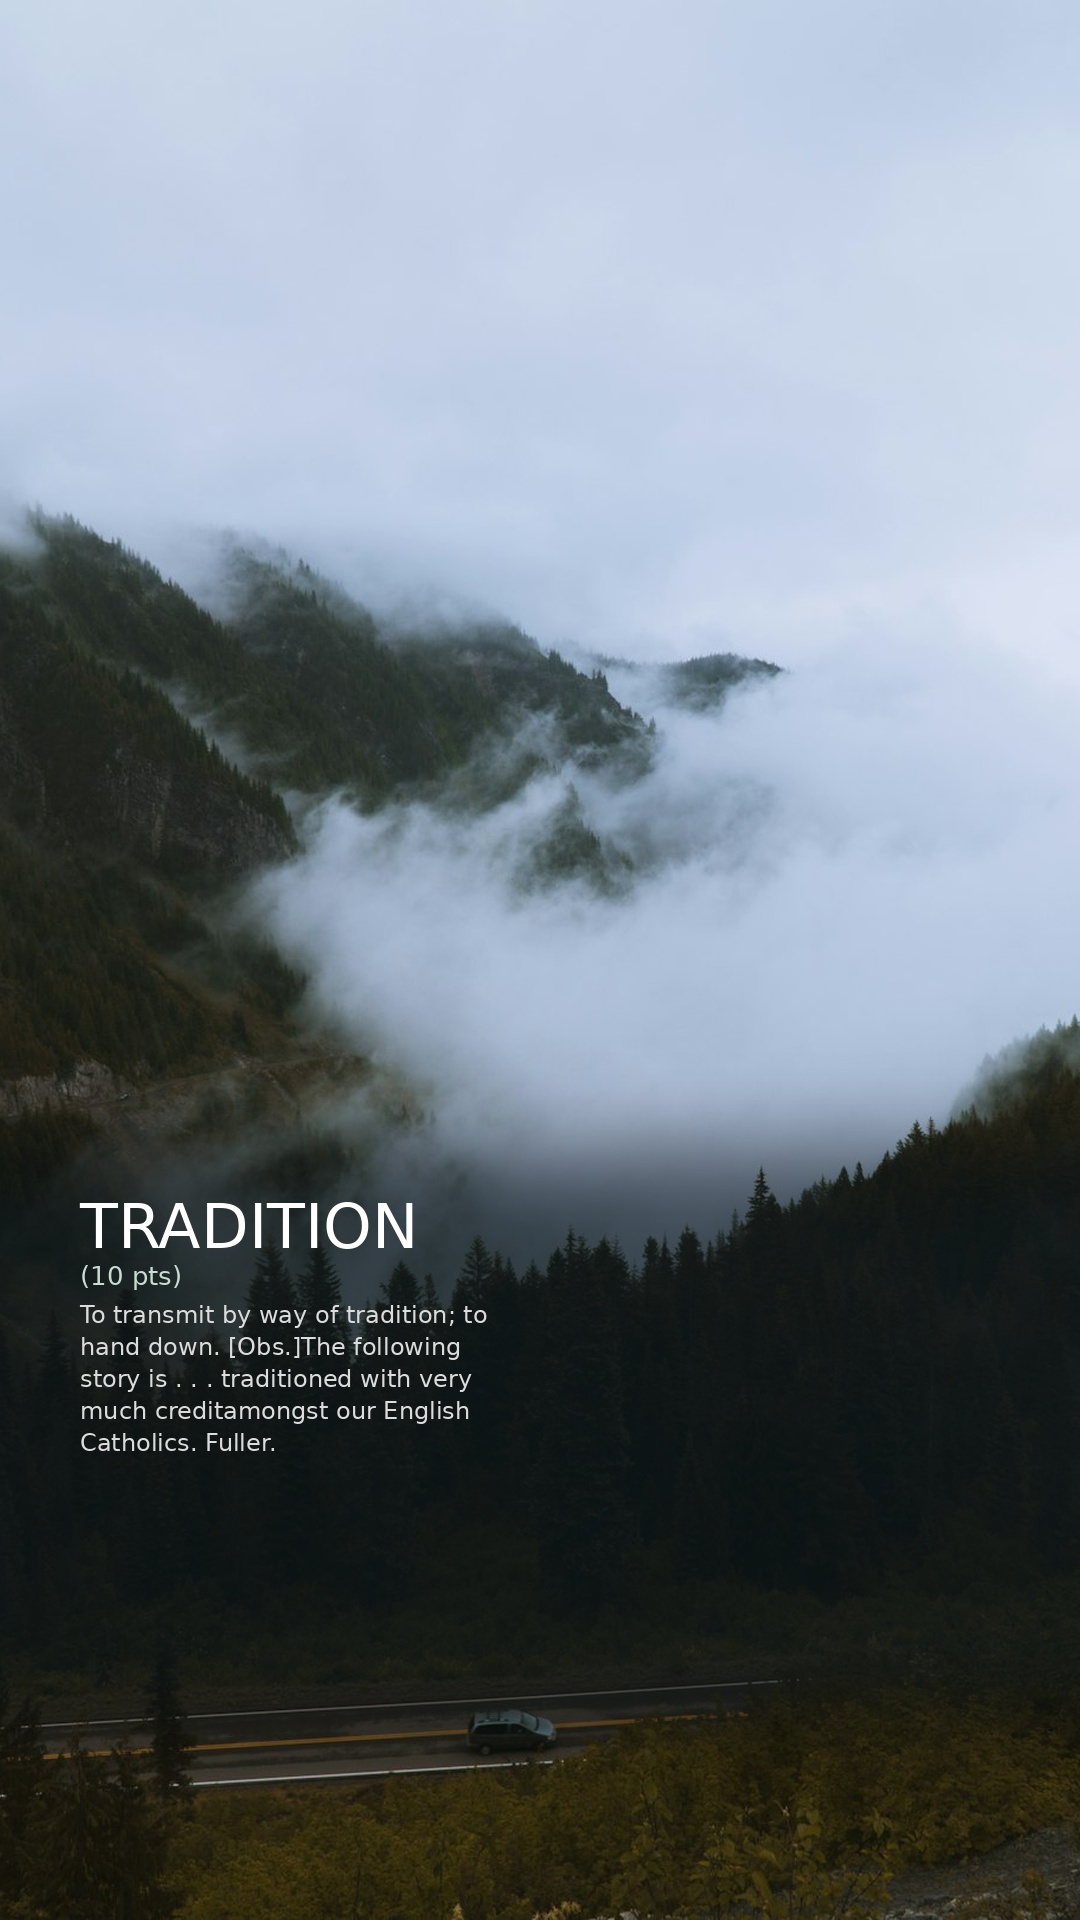 TRADITION
(10 pts)
To transmit by way of tradition; to
hand down. [Obs.]The following
story is . . . traditioned with very
much creditamongst our English
Catholics. Fuller.